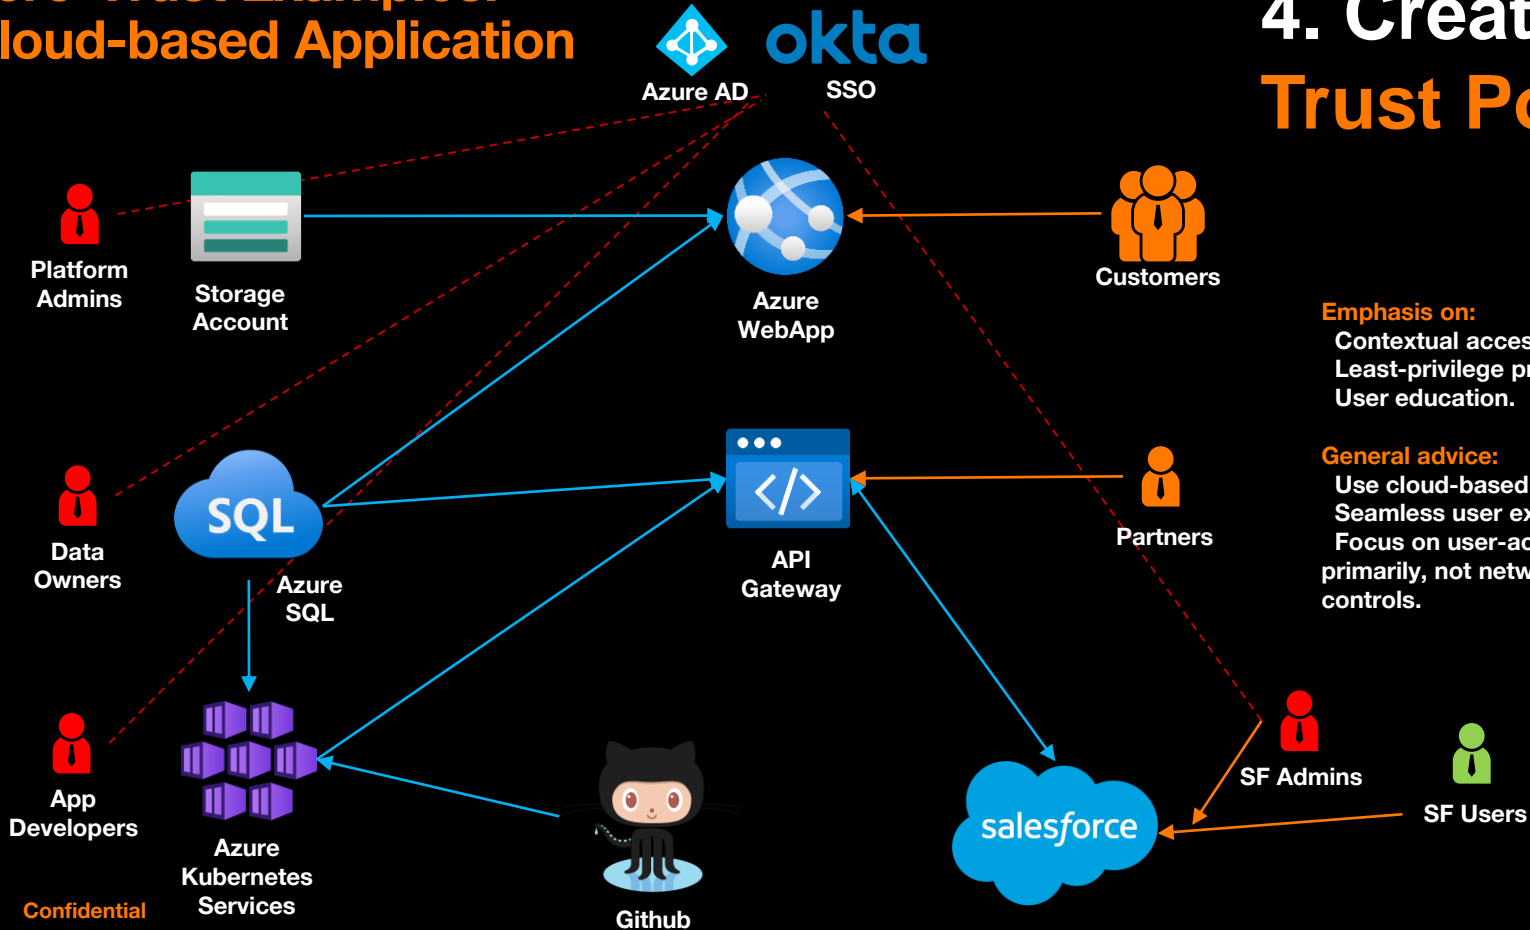 Cloud-based Application
okta
Azure AD
SSO
4. Creat
Trust Po
Platform
Admins
Storage
Account
Azure
WebApp
Customers
Emphasis on:
Contextual acces
Least-privilege pr
User education.
General advice:
Use cloud-based
Seamless user ex
Focus on user-ac
primarily, not netw
controls.
Data
Owners
SQL
Azure
SQL
</>
API
Gateway
Partners
App
Developers
Azure
Kubernetes
Services
Github
salesforce
SF Admins
SF Users
Confidential